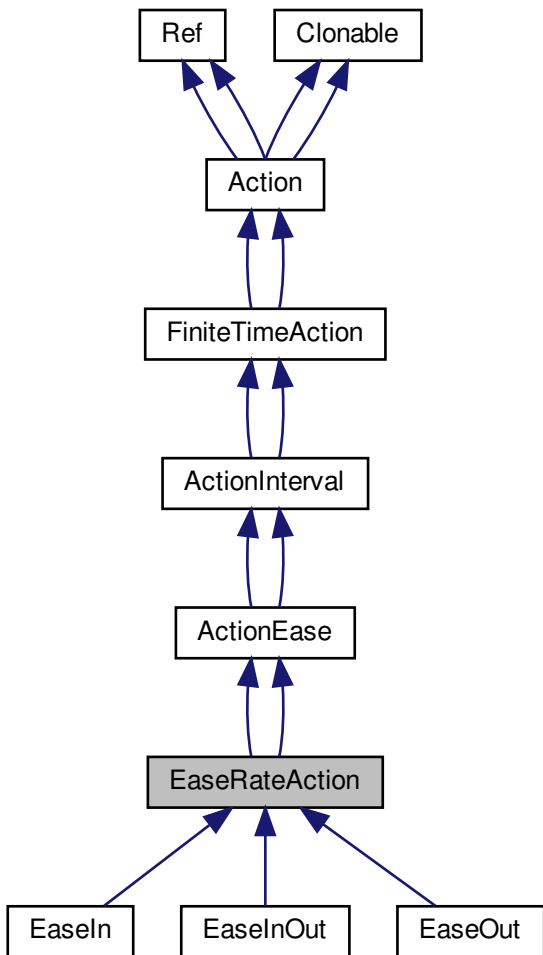 Ref
Clonable
Action
FiniteTimeAction
ActionInterval
ActionEase
EaseRateAction
EaseIn
EaseInOut
EaseOut